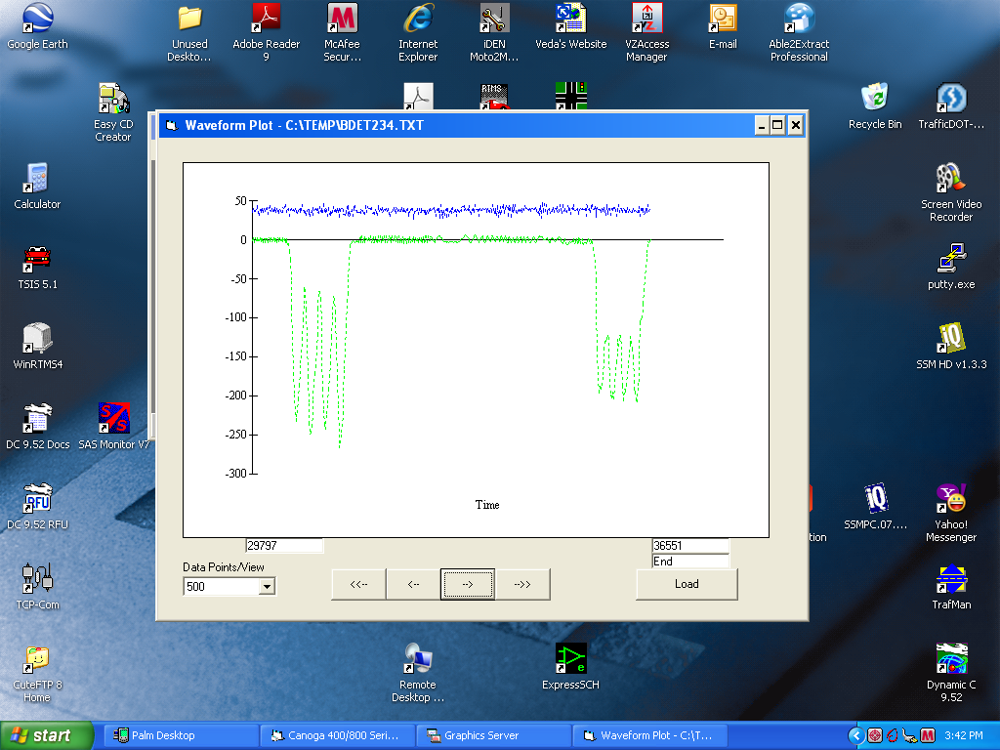 Google Earth
Unused
Deskto...
Adobe Reader
9
McAfee
Secur...
Internet
Explorer
iDEN
Moto2M...
Veda's Website
VZAccess
Manager
E-mail
Able2Extract
Professional
Easy CD
Creator
RTMS
Recycle Bin
TrafficDOT-...
Waveform Plot - C:\TEMP\BDET234.TXT
50
0
-50
-100
-150
-200
-250
-300
Time
29797
36551
End
Data Points/View
500
<<--
<--
-->
-->>
Load
Calculator
Screen Video
Recorder
TSIS 5.1
putty.exe
WinRTMS4
iQ
SSM HD v1.3.3
DC 9.52 Docs
S/S
SAS Monitor V7
RFU
DC 9.52 RFU
tion
iQ
SSMPC.07....
Yahoo!
Messenger
TCP-Com
TrafMan
CuteFTP 8
Home
Remote
Desktop ...
ExpressSCH
Dynamic C
9.52
start
Palm Desktop
Canoga 400/800 Seri...
Graphics Server
Waveform Plot - C:\T...
3:42 PM